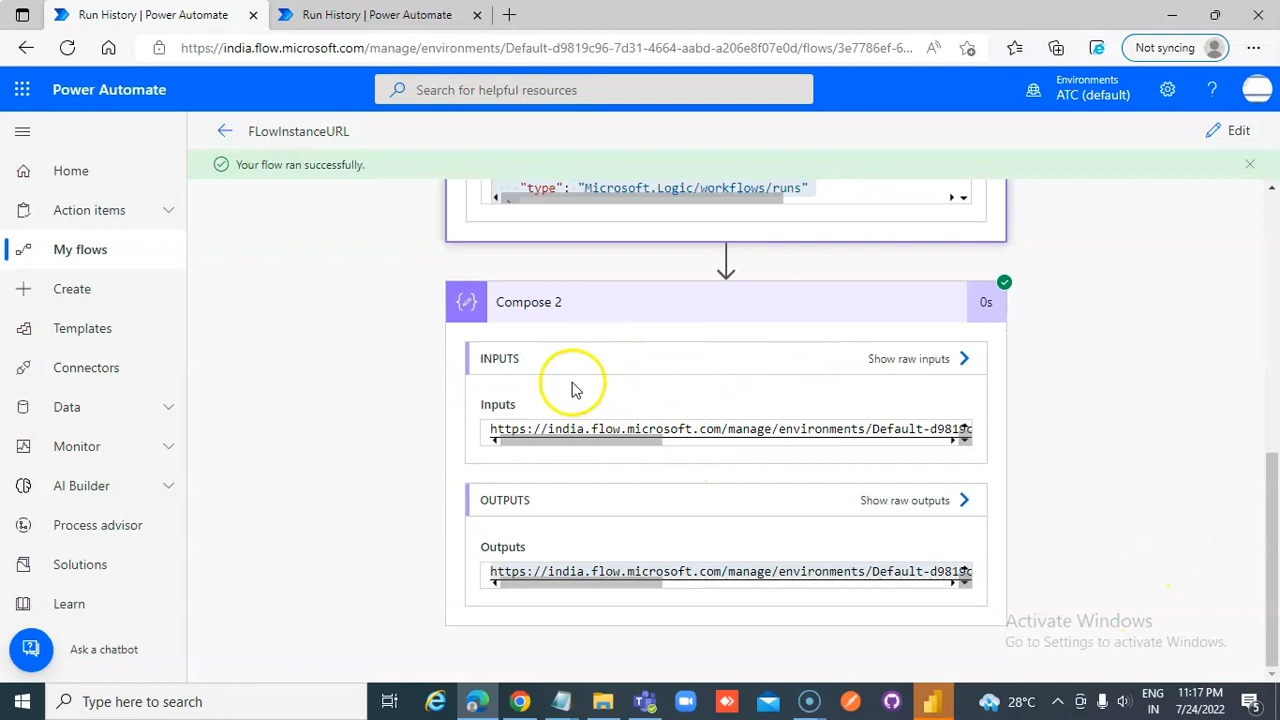 Run History | Power Automate
Run History | Power Automate
https://india.flow.microsoft.com/manage/environments/Default-d9819c96-7d31-4664-aabd-a206e8f07e0d/flows/3e7786ef-6...
Not syncing
Power Automate
Search for helpful resources
Environments
ATC (default)
FLowInstanceURL
Edit
Your flow ran successfully.
Home
Action items
My flows
Create
Templates
Connectors
Data
Monitor
AI Builder
Process advisor
Solutions
Learn
Ask a chatbot
"type": "Microsoft.Logic/workflows/runs"
Compose 2
0s
INPUTS
Show raw inputs
Inputs
https://india.flow.microsoft.com/manage/environments/Default-d9819c
OUTPUTS
Show raw outputs
Outputs
https://india.flow.microsoft.com/manage/environments/Default-d9819c
Activate Windows
Go to Settings to activate Windows.
Type here to search
28°C
ENG
IN
11:17 PM
7/24/2022
5